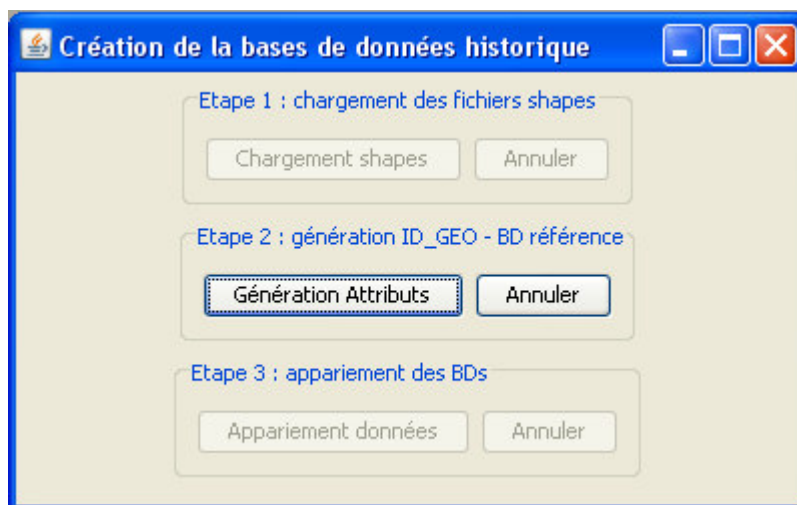 Création de la bases de données historique
Etape 1 : chargement des fichiers shapes
Chargement shapes Annuler
Etape 2 : génération ID_GEO - BD référence
Génération Attributs Annuler
Etape 3 : appariement des BDs
Appariement données Annuler